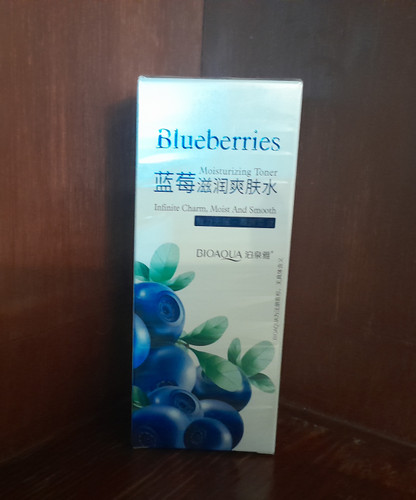 Blueberries
Moisturizing Toner
蓝莓滋润爽肤水
Infinite Charm, Moist And Smooth
BIOAQUA 泊泉雅®